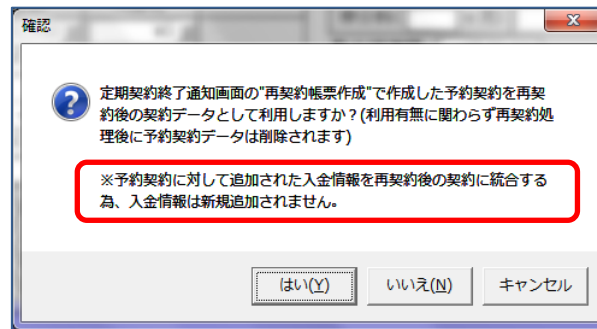 確認
定期契約終了通知画面の"再契約帳票作成"で作成した予約契約を再契
約後の契約データとして利用しますか？(利用有無に関わらず再契約処
理後に予約契約データは削除されます)
※予約契約に対して追加された入金情報を再契約後の契約に統合する
為、入金情報は新規追加されません。
はい(Y)
いいえ(N)
キャンセル